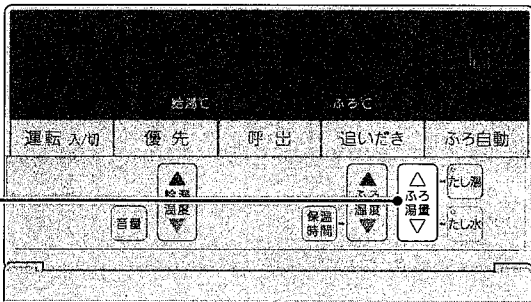 給湯℃ ふろ℃
運転 入/切 優先 呼出 追いだき ふろ自動
給湯温度
音量
ふろ温度
保温時間
ふろ湯量
たし湯
たし水